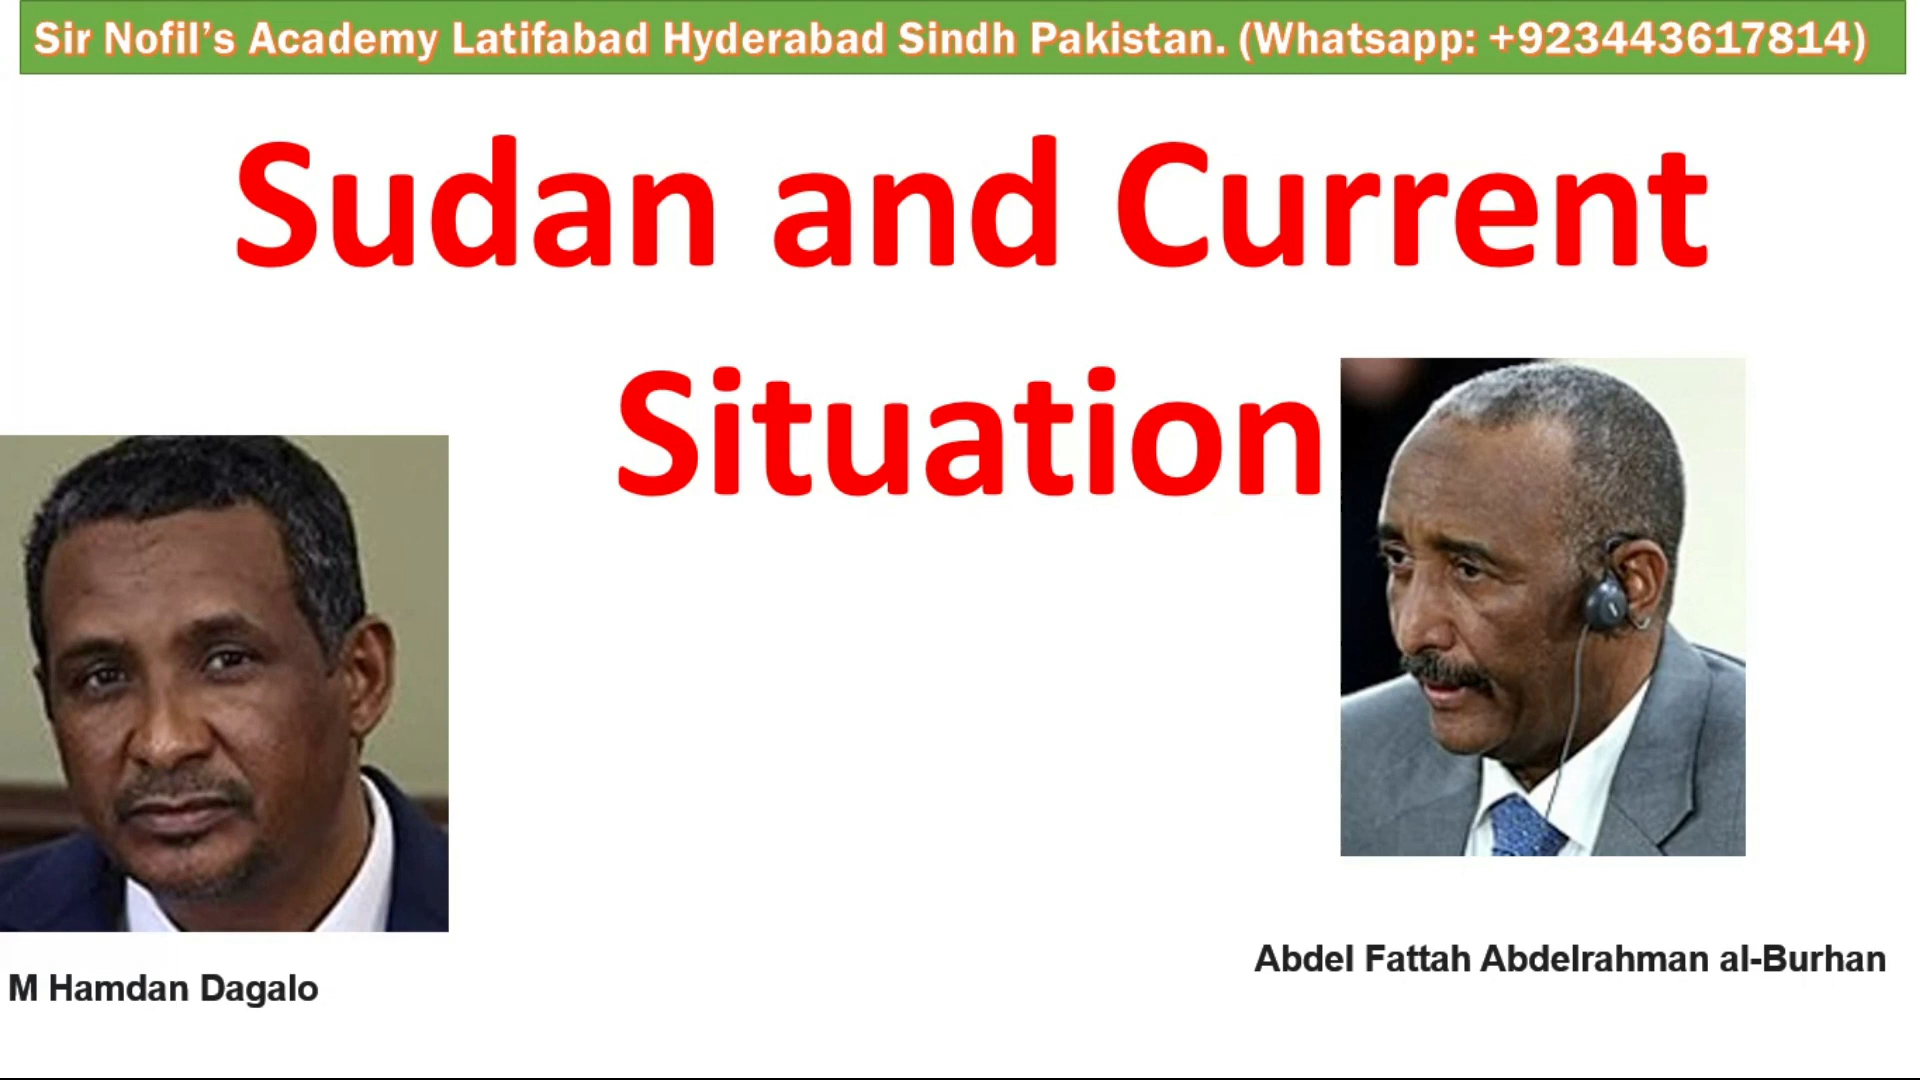 Sir Nofil’s Academy Latifabad Hyderabad Sindh Pakistan. (Whatsapp: +923443617814)
Sudan and Current
Situation
M Hamdan Dagalo
Abdel Fattah Abdelrahman al-Burhan